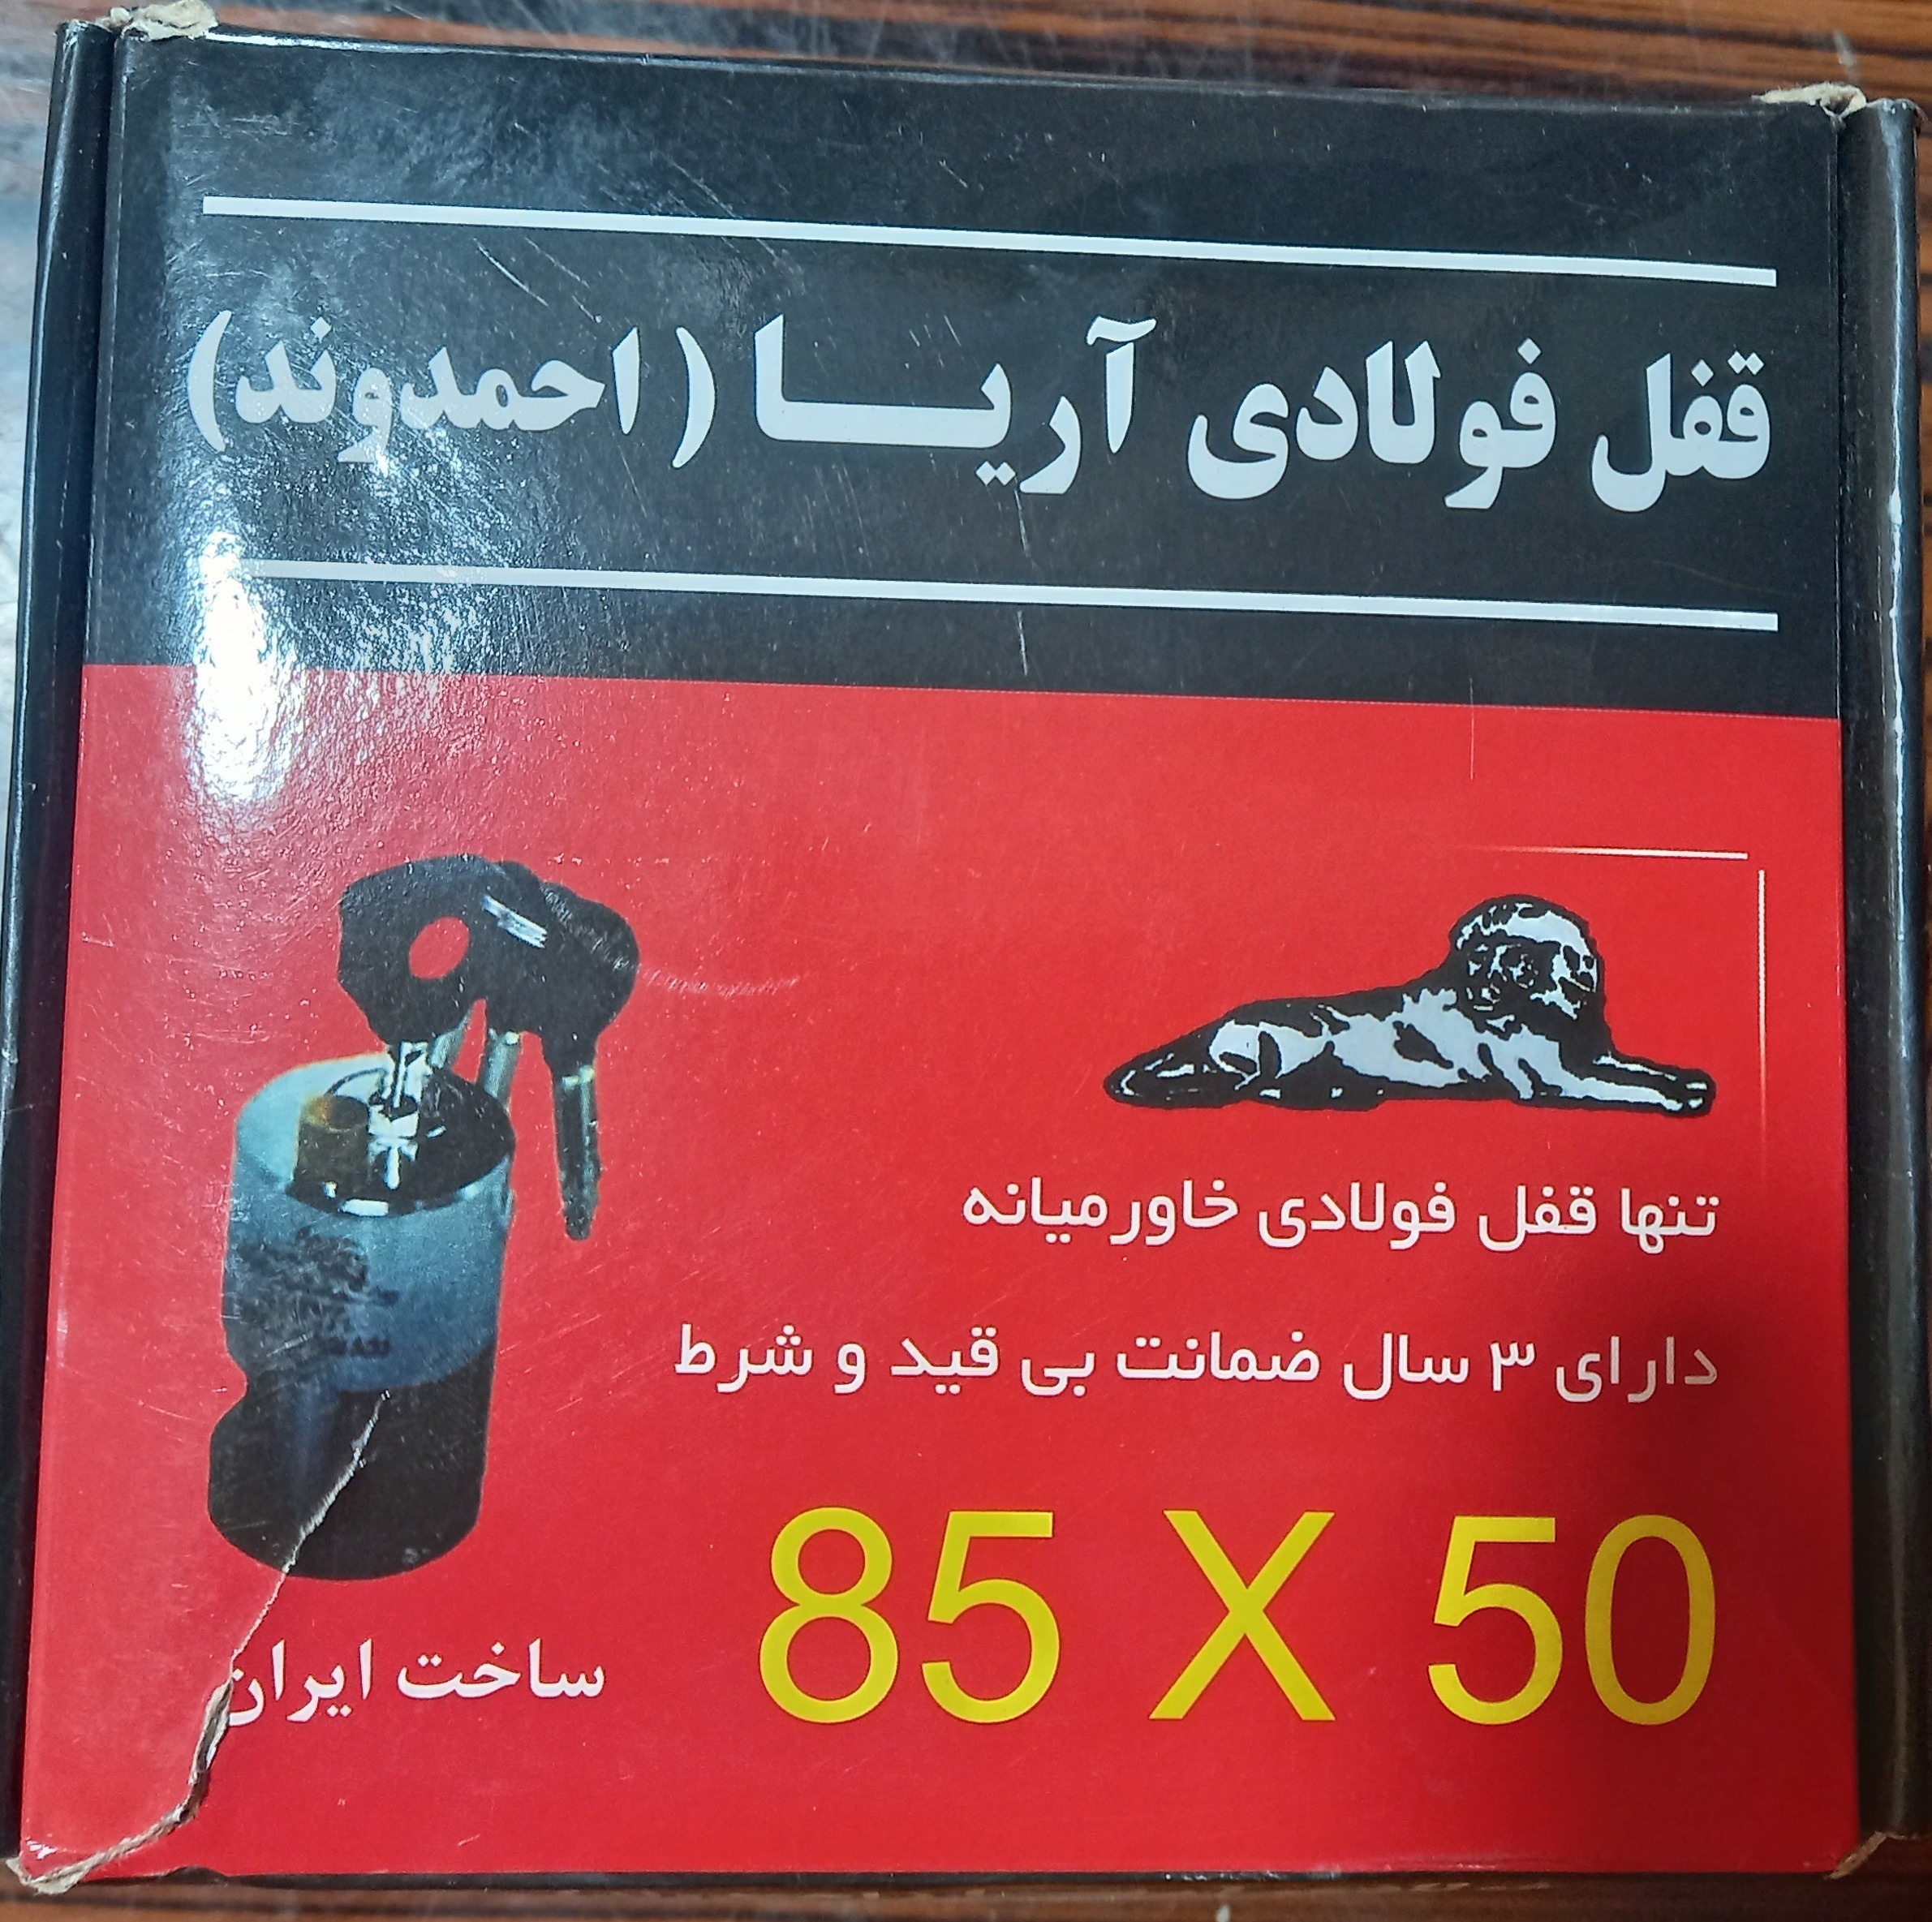 قفل فولادی آریا (احمدوند)
تنها قفل فولادی خاورمیانه
دارای ۳ سال ضمانت بی قید و شرط
85 X 50
ساخت ایران